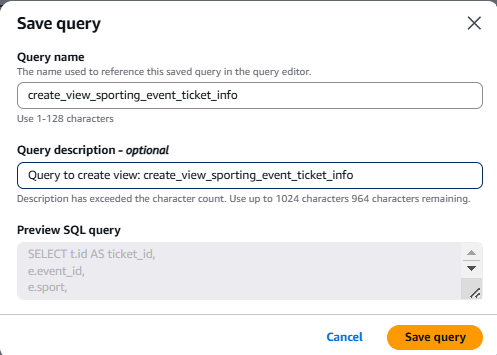 Save query
Query name
The name used to reference this saved query in the query editor.
create_view_sporting_event_ticket_info
Use 1-128 characters
Query description - optional
Query to create view: create_view_sporting_event_ticket_info
Description has exceeded the character count. Use up to 1024 characters 964 characters remaining.
Preview SQL query
SELECT t.id AS ticket_id,
e.event_id,
e.sport,
Cancel
Save query